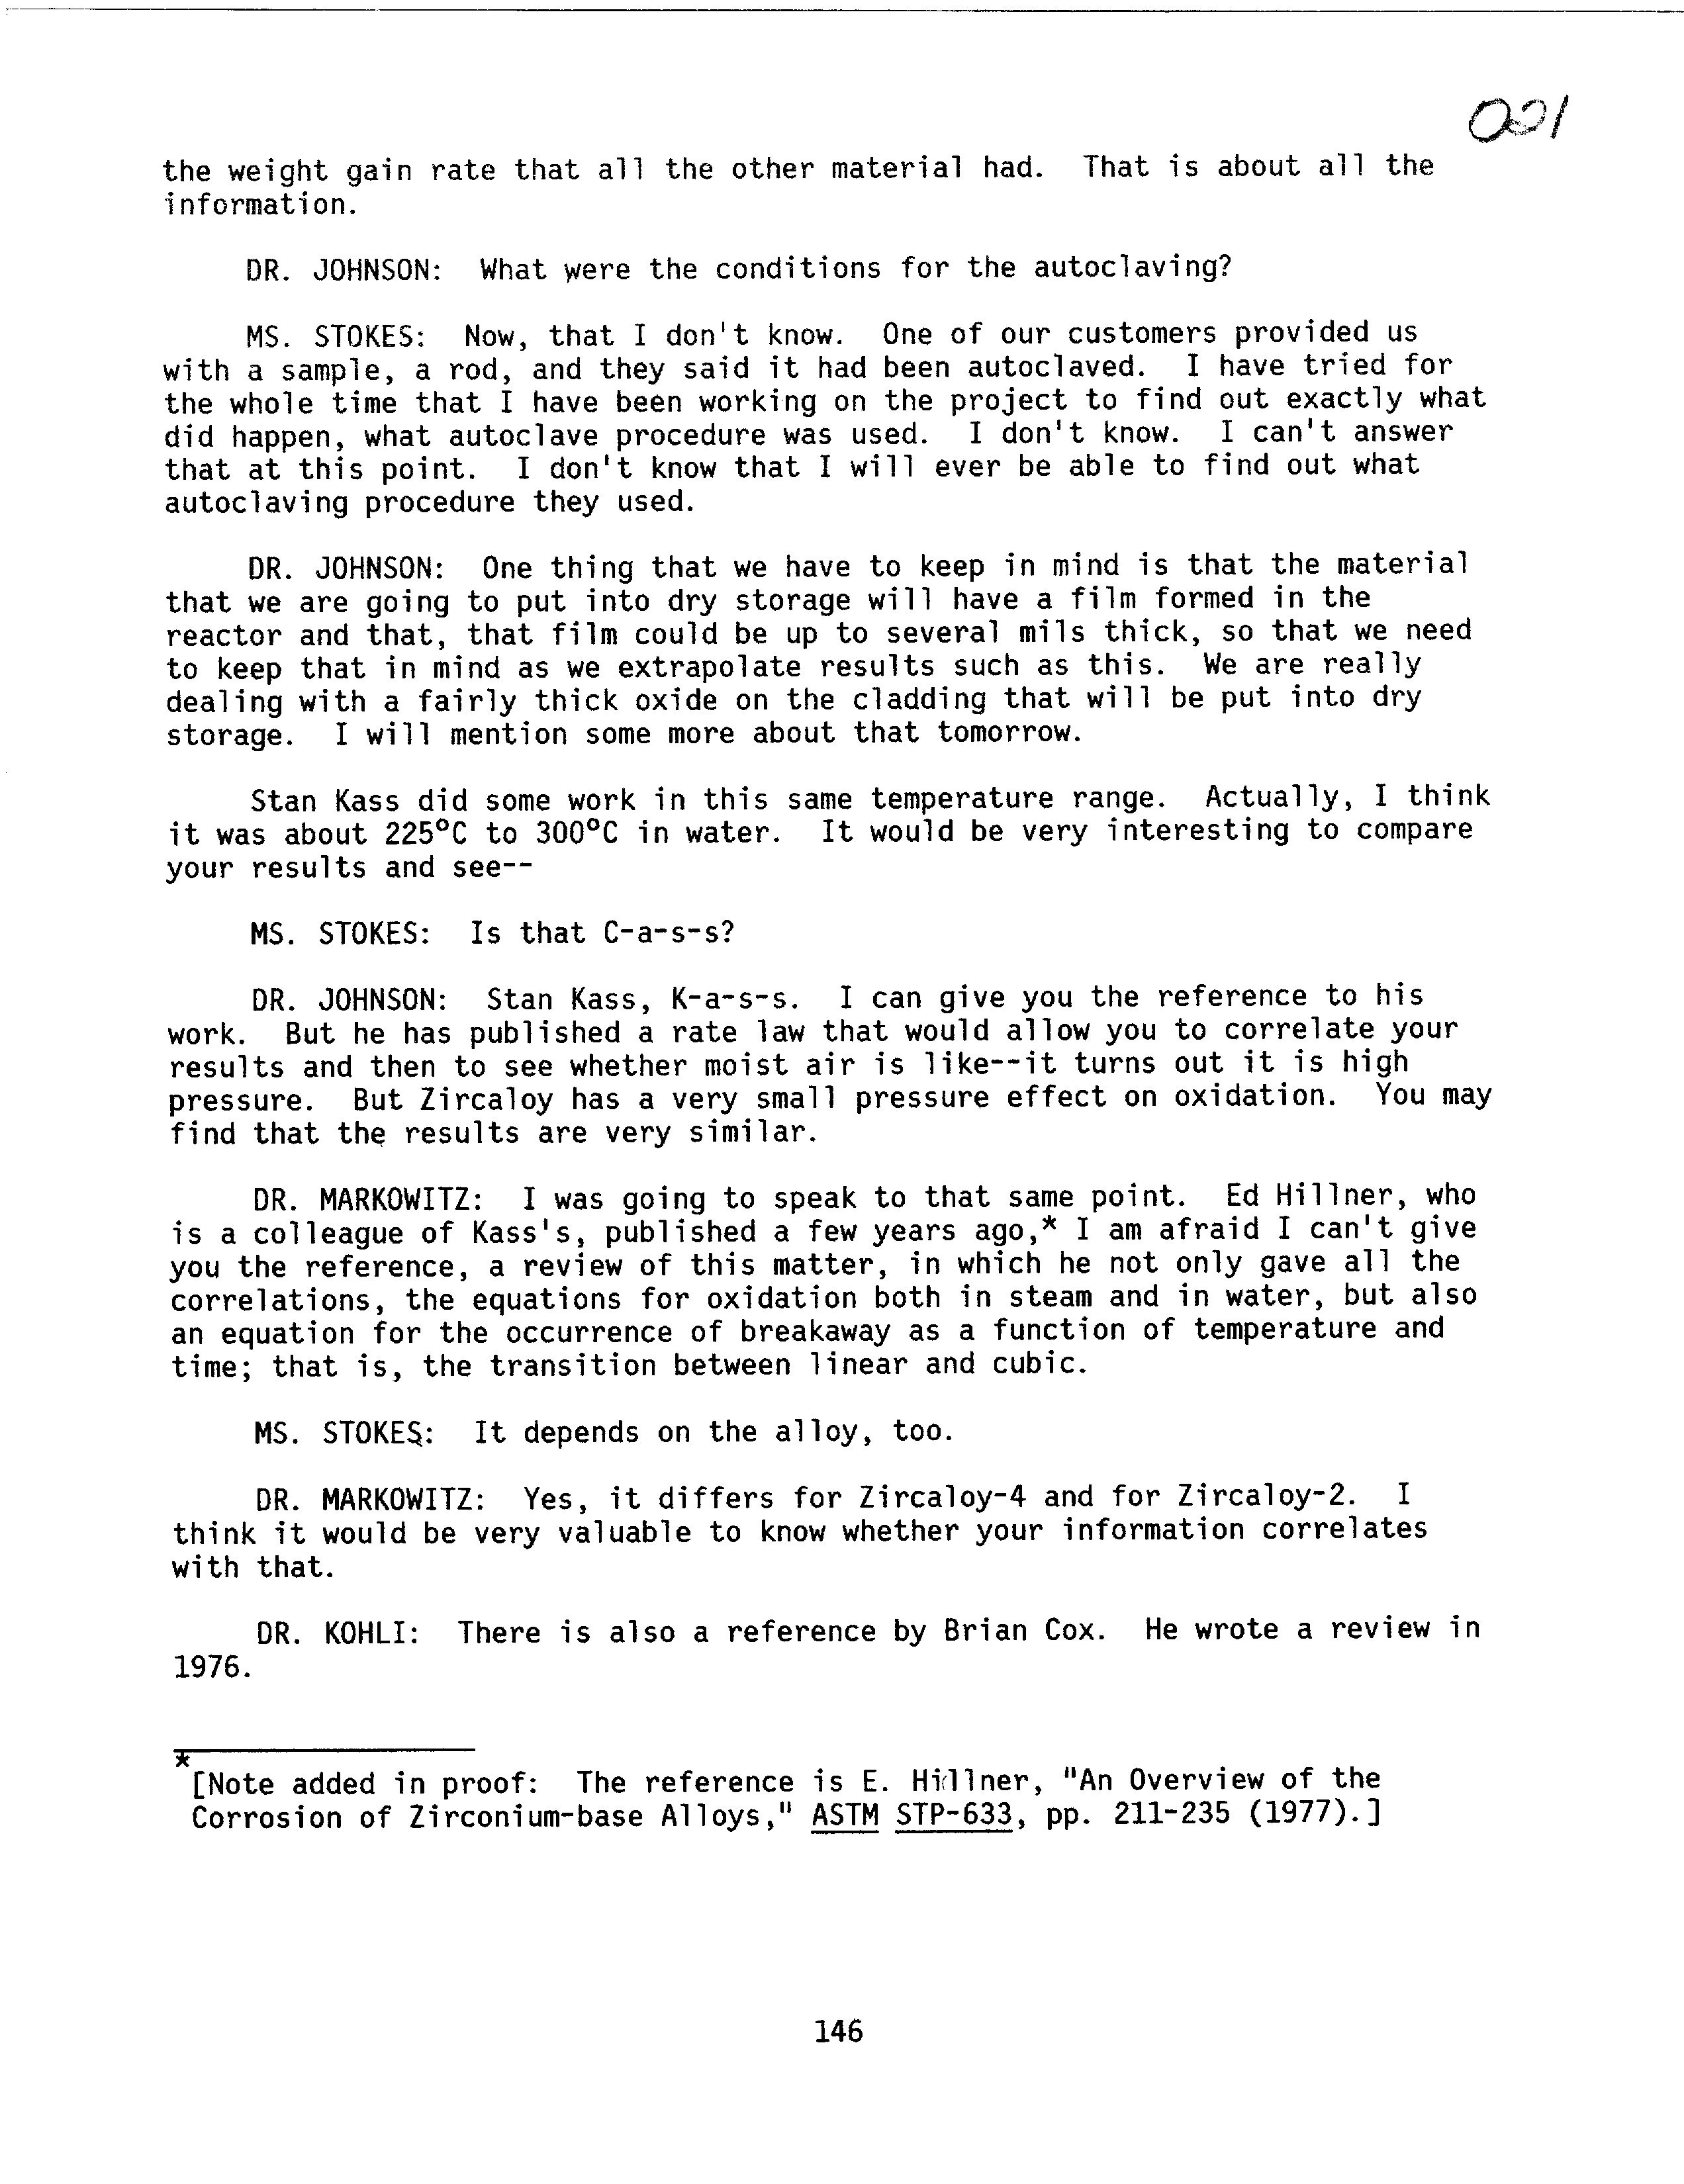 001
the weight gain rate that all the other material had.  That is about all the
information.
DR. JOHNSON:  What were the conditions for the autoclaving?
MS. STOKES:  Now, that I don't know.  One of our customers provided us
with a sample, a rod, and they said it had been autoclaved.  I have tried for
the whole time that I have been working on the project to find out exactly what
did happen, what autoclave procedure was used.  I don't know.  I can't answer
that at this point.  I don't know that I will ever be able to find out what
autoclaving procedure they used.
DR. JOHNSON:  One thing that we have to keep in mind is that the material
that we are going to put into dry storage will have a film formed in the
reactor and that, that film could be up to several mils thick, so that we need
to keep that in mind as we extrapolate results such as this.  We are really
dealing with a fairly thick oxide on the cladding that will be put into dry
storage.  I will mention some more about that tomorrow.
Stan Kass did some work in this same temperature range.  Actually, I think
it was about 225°C to 300°C in water.  It would be very interesting to compare
your results and see--
MS. STOKES:  Is that C-a-s-s?
DR. JOHNSON:  Stan Kass, K-a-s-s.  I can give you the reference to his
work.  But he has published a rate law that would allow you to correlate your
results and then to see whether moist air is like--it turns out it is high
pressure.  But Zircaloy has a very small pressure effect on oxidation.  You may
find that the results are very similar.
DR. MARKOWITZ:  I was going to speak to that same point.  Ed Hillner, who
is a colleague of Kass's, published a few years ago,* I am afraid I can't give
you the reference, a review of this matter, in which he not only gave all the
correlations, the equations for oxidation both in steam and in water, but also
an equation for the occurrence of breakaway as a function of temperature and
time; that is, the transition between linear and cubic.
MS. STOKES:  It depends on the alloy, too.
DR. MARKOWITZ:  Yes, it differs for Zircaloy-4 and for Zircaloy-2.  I
think it would be very valuable to know whether your information correlates
with that.
DR. KOHLI:  There is also a reference by Brian Cox.  He wrote a review in
1976.
*
[Note added in proof:  The reference is E. Hillner, "An Overview of the
Corrosion of Zirconium-base Alloys," ASTM STP-633, pp. 211-235 (1977).]
146